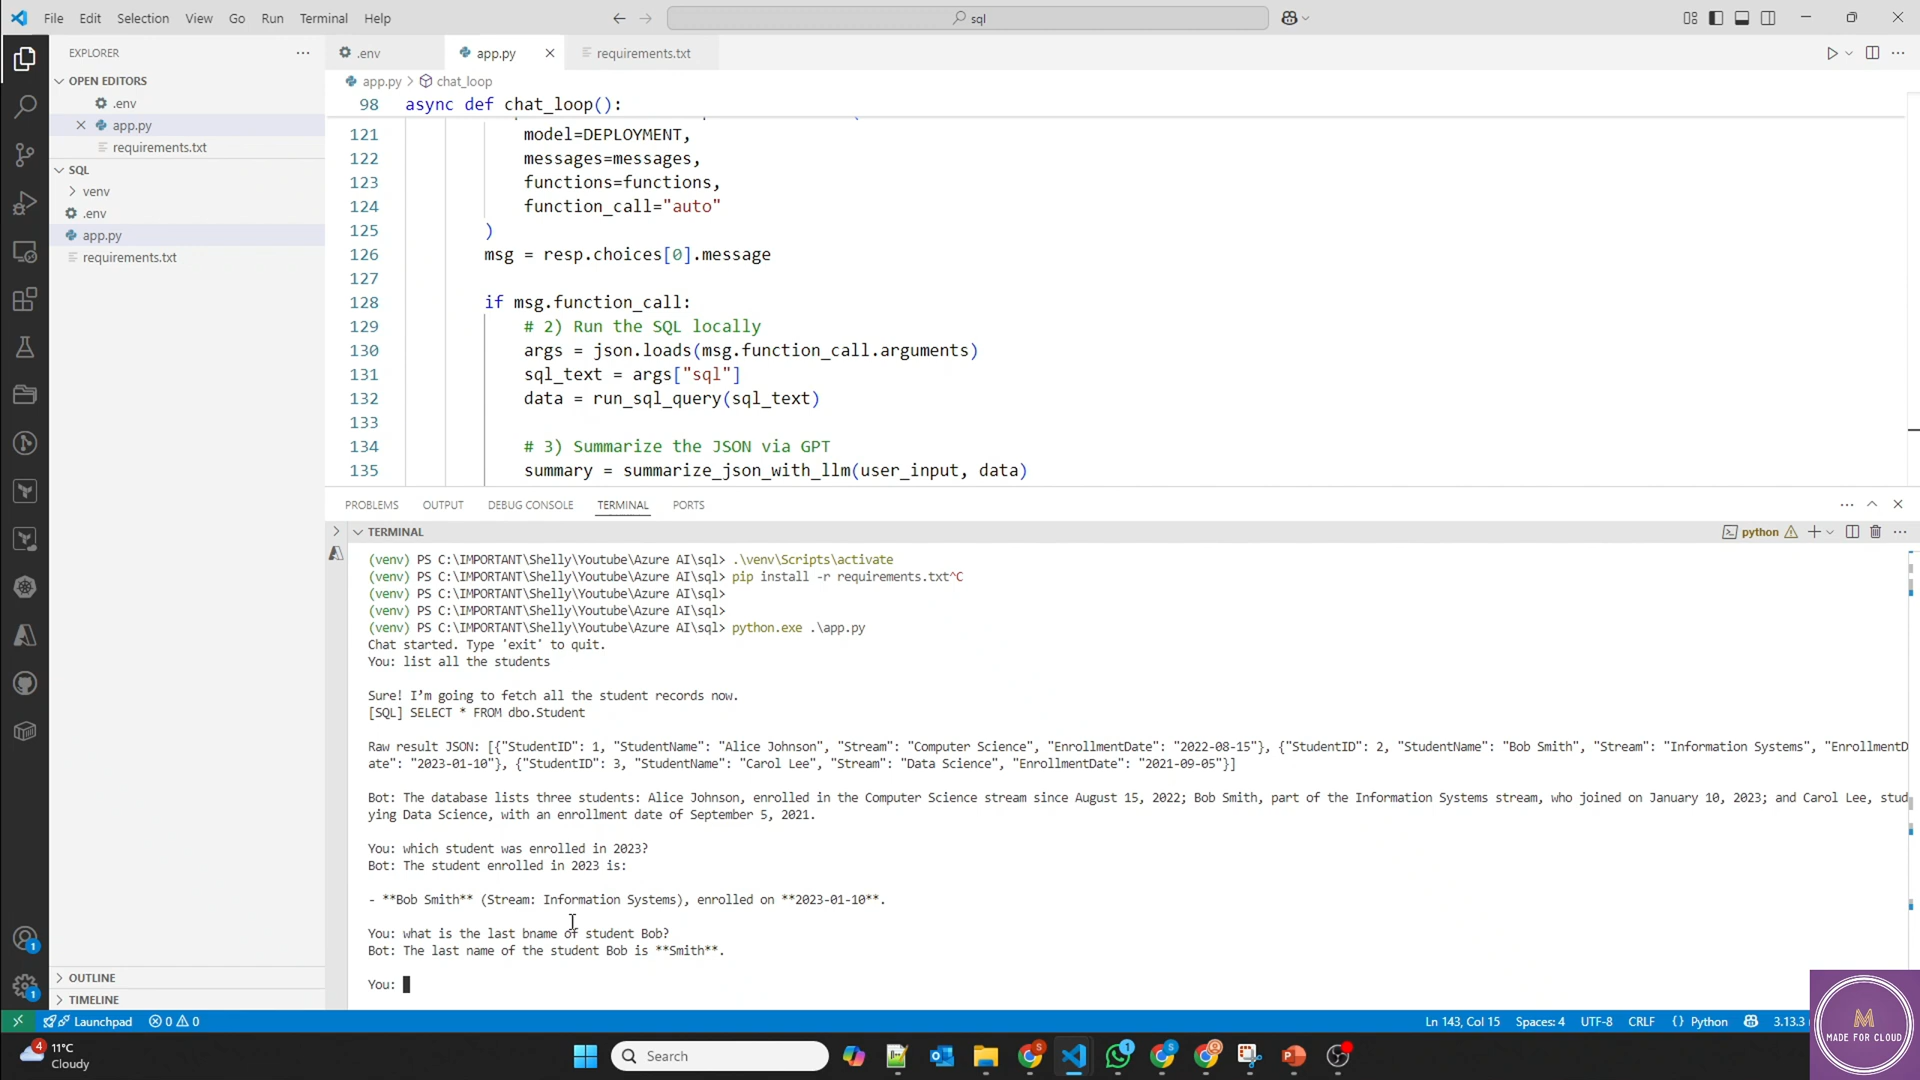 File Edit Selection View Go Run Terminal Help
sql
EXPLORER
OPEN EDITORS
.env
app.py
requirements.txt
SQL
venv
.env
app.py
requirements.txt
OUTLINE
TIMELINE
.env
app.py
requirements.txt
app.py > chat_loop
98 async def chat_loop():
121 model=DEPLOYMENT,
122 messages=messages,
123 functions=functions,
124 function_call="auto"
125 )
126 msg = resp.choices[0].message
127
128 if msg.function_call:
129 # 2) Run the SQL locally
130 args = json.loads(msg.function_call.arguments)
131 sql_text = args["sql"]
132 data = run_sql_query(sql_text)
133
134 # 3) Summarize the JSON via GPT
135 summary = summarize_json_with_llm(user_input, data)
PROBLEMS OUTPUT DEBUG CONSOLE TERMINAL PORTS
TERMINAL
python
(venv) PS C:\IMPORTANT\Shelly\Youtube\Azure AI\sql> .\venv\Scripts\activate
(venv) PS C:\IMPORTANT\Shelly\Youtube\Azure AI\sql> pip install -r requirements.txt^C
(venv) PS C:\IMPORTANT\Shelly\Youtube\Azure AI\sql>
(venv) PS C:\IMPORTANT\Shelly\Youtube\Azure AI\sql>
(venv) PS C:\IMPORTANT\Shelly\Youtube\Azure AI\sql> python.exe .\app.py
Chat started. Type 'exit' to quit.
You: list all the students
Sure! I’m going to fetch all the student records now.
[SQL] SELECT * FROM dbo.Student
Raw result JSON: [{"StudentID": 1, "StudentName": "Alice Johnson", "Stream": "Computer Science", "EnrollmentDate": "2022-08-15"}, {"StudentID": 2, "StudentName": "Bob Smith", "Stream": "Information Systems", "EnrollmentD
ate": "2023-01-10"}, {"StudentID": 3, "StudentName": "Carol Lee", "Stream": "Data Science", "EnrollmentDate": "2021-09-05"}]
Bot: The database lists three students: Alice Johnson, enrolled in the Computer Science stream since August 15, 2022; Bob Smith, part of the Information Systems stream, who joined on January 10, 2023; and Carol Lee, stud
ying Data Science, with an enrollment date of September 5, 2021.
You: which student was enrolled in 2023?
Bot: The student enrolled in 2023 is:
- **Bob Smith** (Stream: Information Systems), enrolled on **2023-01-10**.
You: what is the last bname of student Bob?
Bot: The last name of the student Bob is **Smith**.
You:
Launchpad 0 0
Ln 143, Col 15 Spaces: 4 UTF-8 CRLF {} Python 3.13.3
M
MADE FOR CLOUD
4
11°C
Cloudy
Search